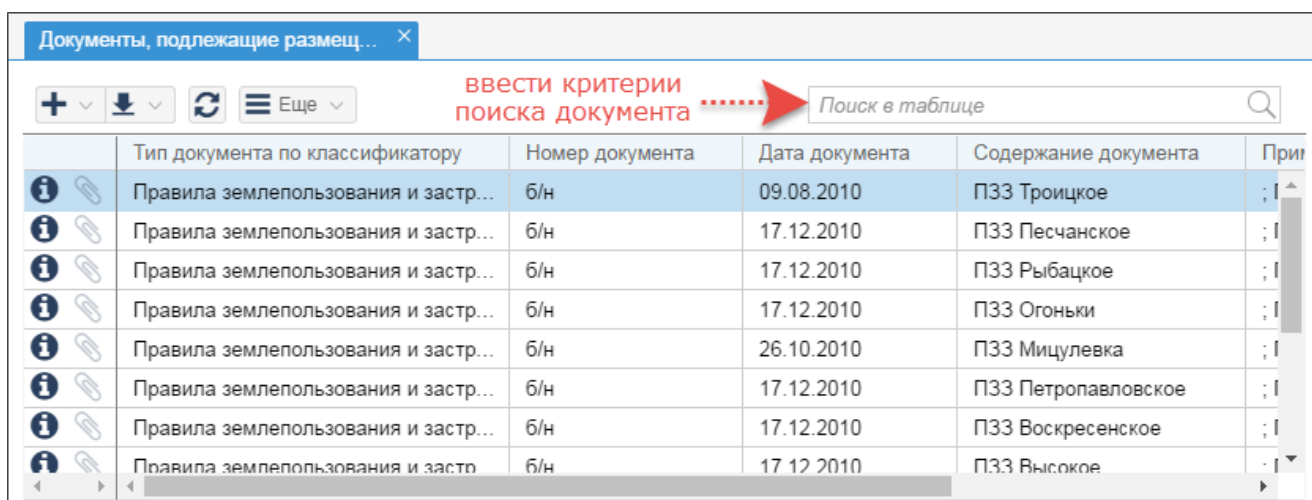 Документы, подлежащие размещ...
ввести критерии
поиска документа
Еще
Поиск в таблице
Тип документа по классификатору Номер документа Дата документа Содержание документа
Правила землепользования и застр... б/н 09.08.2010 ПЗЗ Троицкое
Правила землепользования и застр... б/н 17.12.2010 ПЗЗ Песчанское
Правила землепользования и застр... б/н 17.12.2010 ПЗЗ Рыбацкое
Правила землепользования и застр... б/н 17.12.2010 ПЗЗ Огоньки
Правила землепользования и застр... б/н 26.10.2010 ПЗЗ Мицулевка
Правила землепользования и застр... б/н 17.12.2010 ПЗЗ Петропавловское
Правила землепользования и застр... б/н 17.12.2010 ПЗЗ Воскресенское
Правила землепользования и застр б/н 17.12.2010 ПЗЗ Высокое